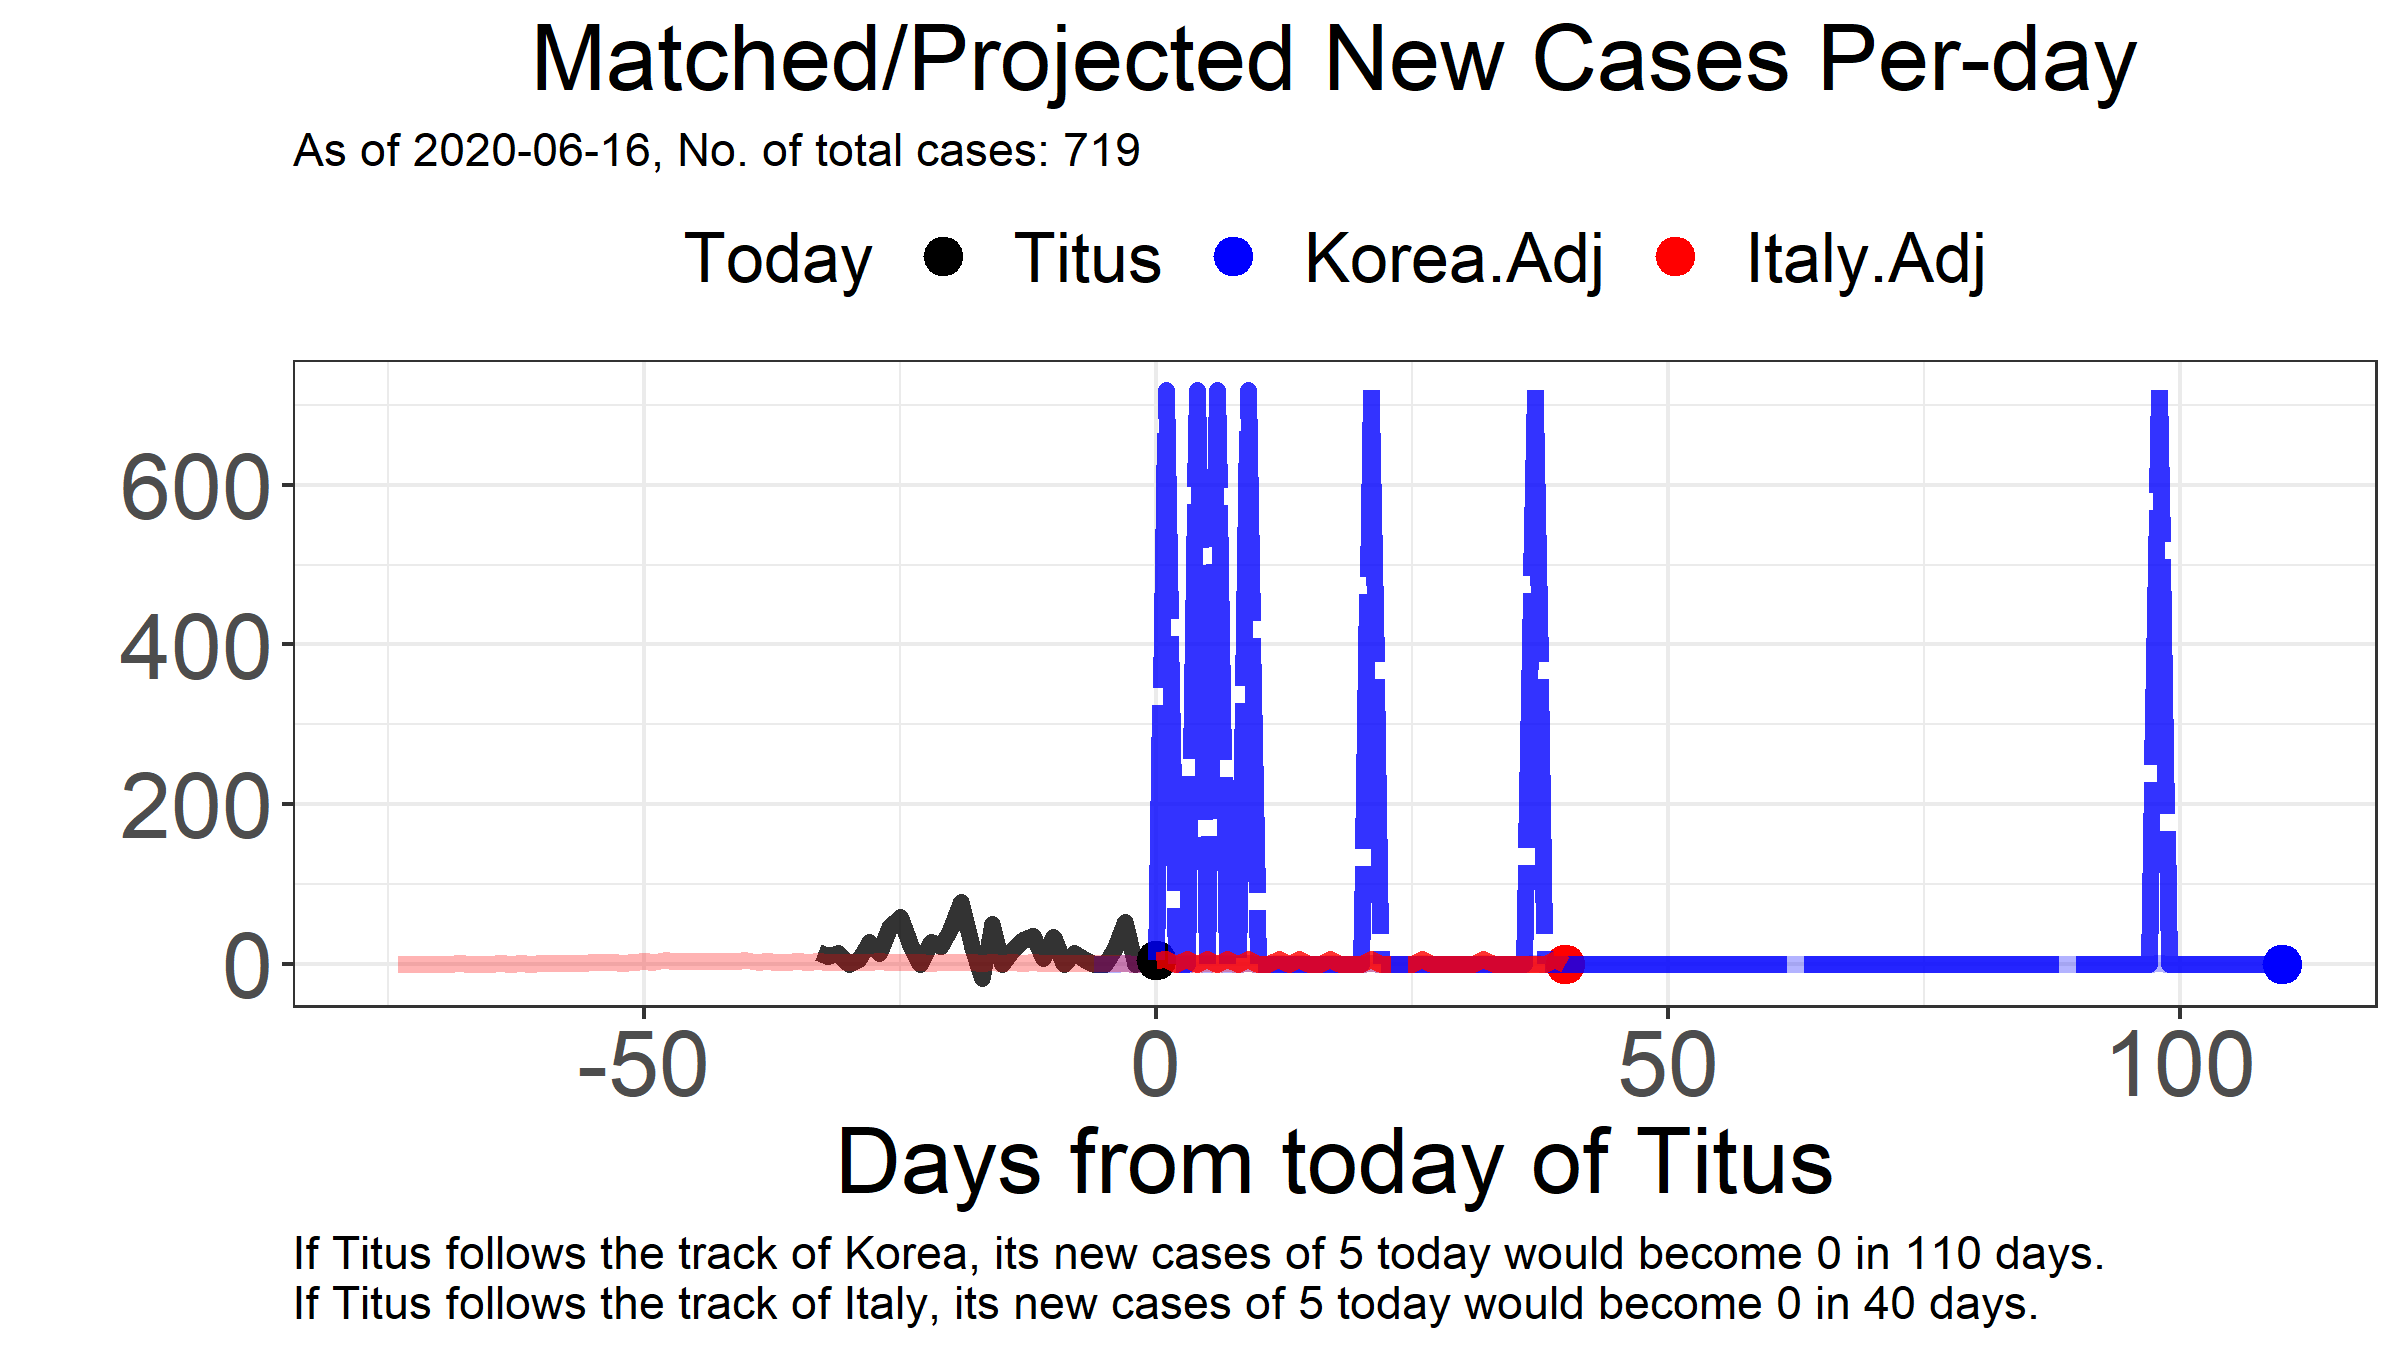 Matched/Projected New Cases Per-day
As of 2020-06-16, No. of total cases: 719
Today Titus Korea.Adj Italy.Adj
600
400
200
0
-50 0 50 100
Days from today of Titus
If Titus follows the track of Korea, its new cases of 5 today would become 0 in 110 days.
If Titus follows the track of Italy, its new cases of 5 today would become 0 in 40 days.